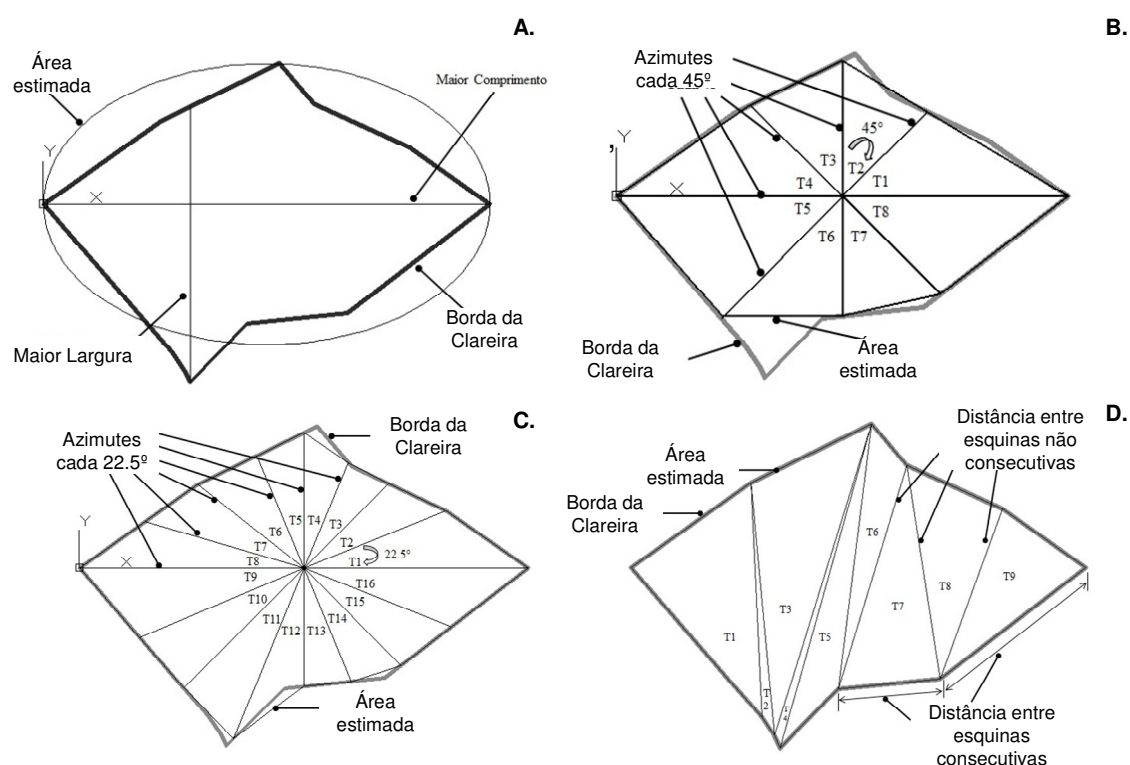 A.
Área
estimada
Maior Comprimento
Y
X
Maior Largura
Borda da
Clareira
B.
Azimutes
cada 45º
45°
Y
X
T3
T2
T4
T1
T5
T8
T6
T7
Borda da
Clareira
Área
estimada
C.
Borda da
Clareira
Azimutes
cada 22.5º
Y
X
T5
T4
T6
T3
T7
T2
T8
T1
22 5°
T9
T16
T10
T15
T11
T14
T12
T13
Área
estimada
D.
Distância entre
esquinas não
consecutivas
Área
estimada
Borda da
Clareira
T6
T3
T8
T9
T1
T5
T7
T
2
T
4
Distância entre
esquinas
consecutivas